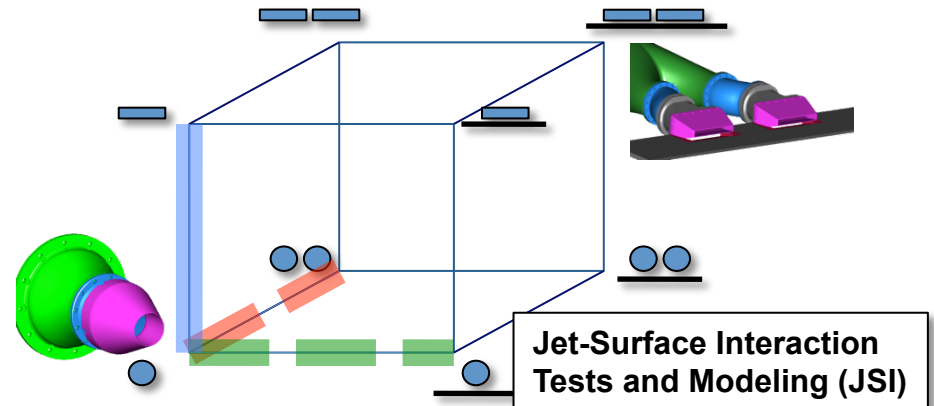 Jet-Surface Interaction
Tests and Modeling (JSI)